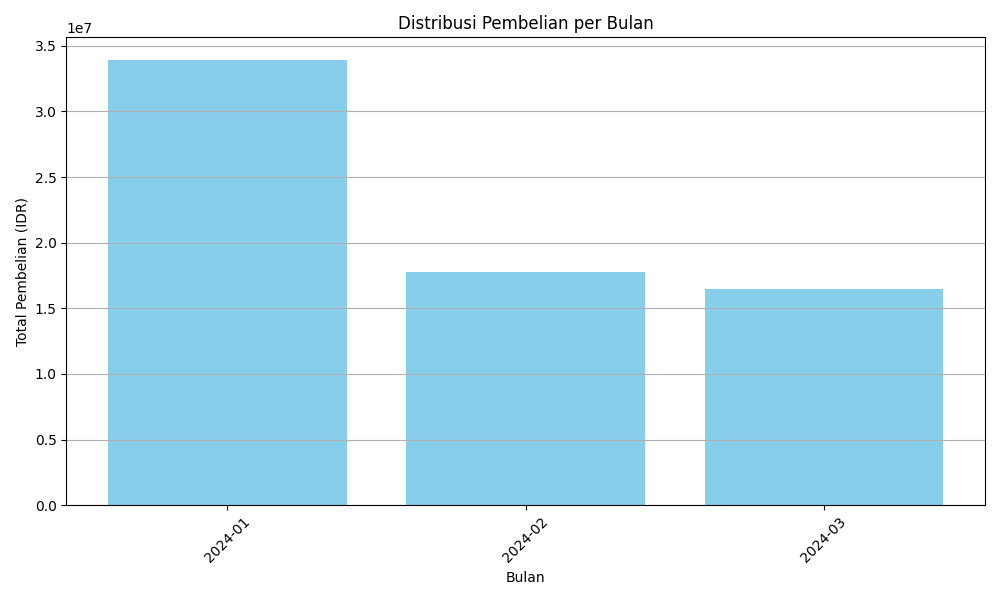 Distribusi Pembelian per Bulan
1e7
3.5
3.0
2.5
2.0
1.5
1.0
0.5
0.0
Total Pembelian (IDR)
2024-01
2024-02
2024-03
Bulan